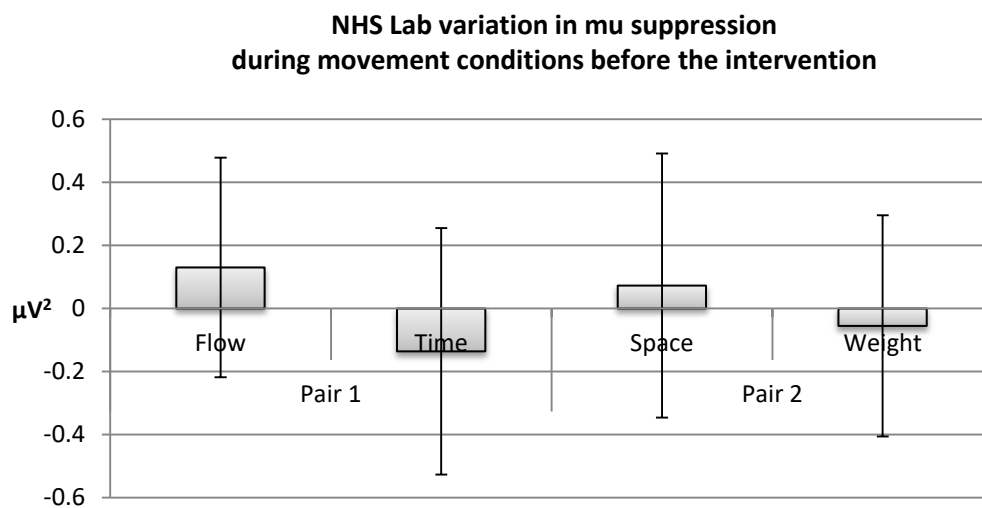 NHS Lab variation in mu suppression
during movement conditions before the intervention
0.6
0.4
0.2
0
-0.2
-0.4
-0.6
µV²
Flow
Time
Space
Weight
Pair 1
Pair 2